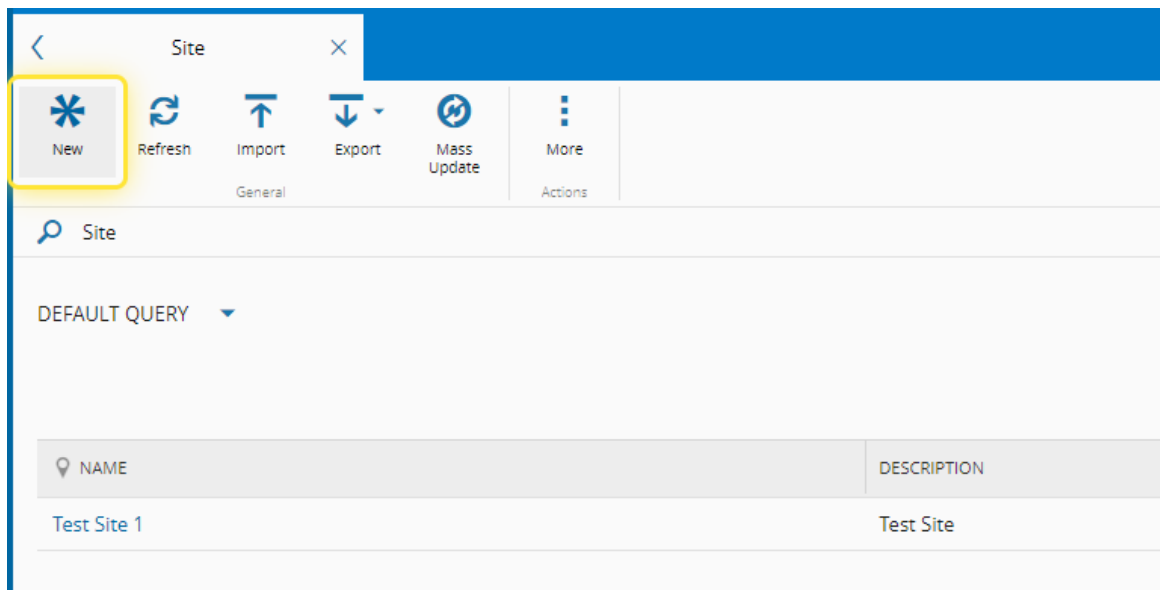 Site
New
Refresh
Import
Export
Mass
Update
More
General
Actions
Site
DEFAULT QUERY
NAME
DESCRIPTION
Test Site 1
Test Site